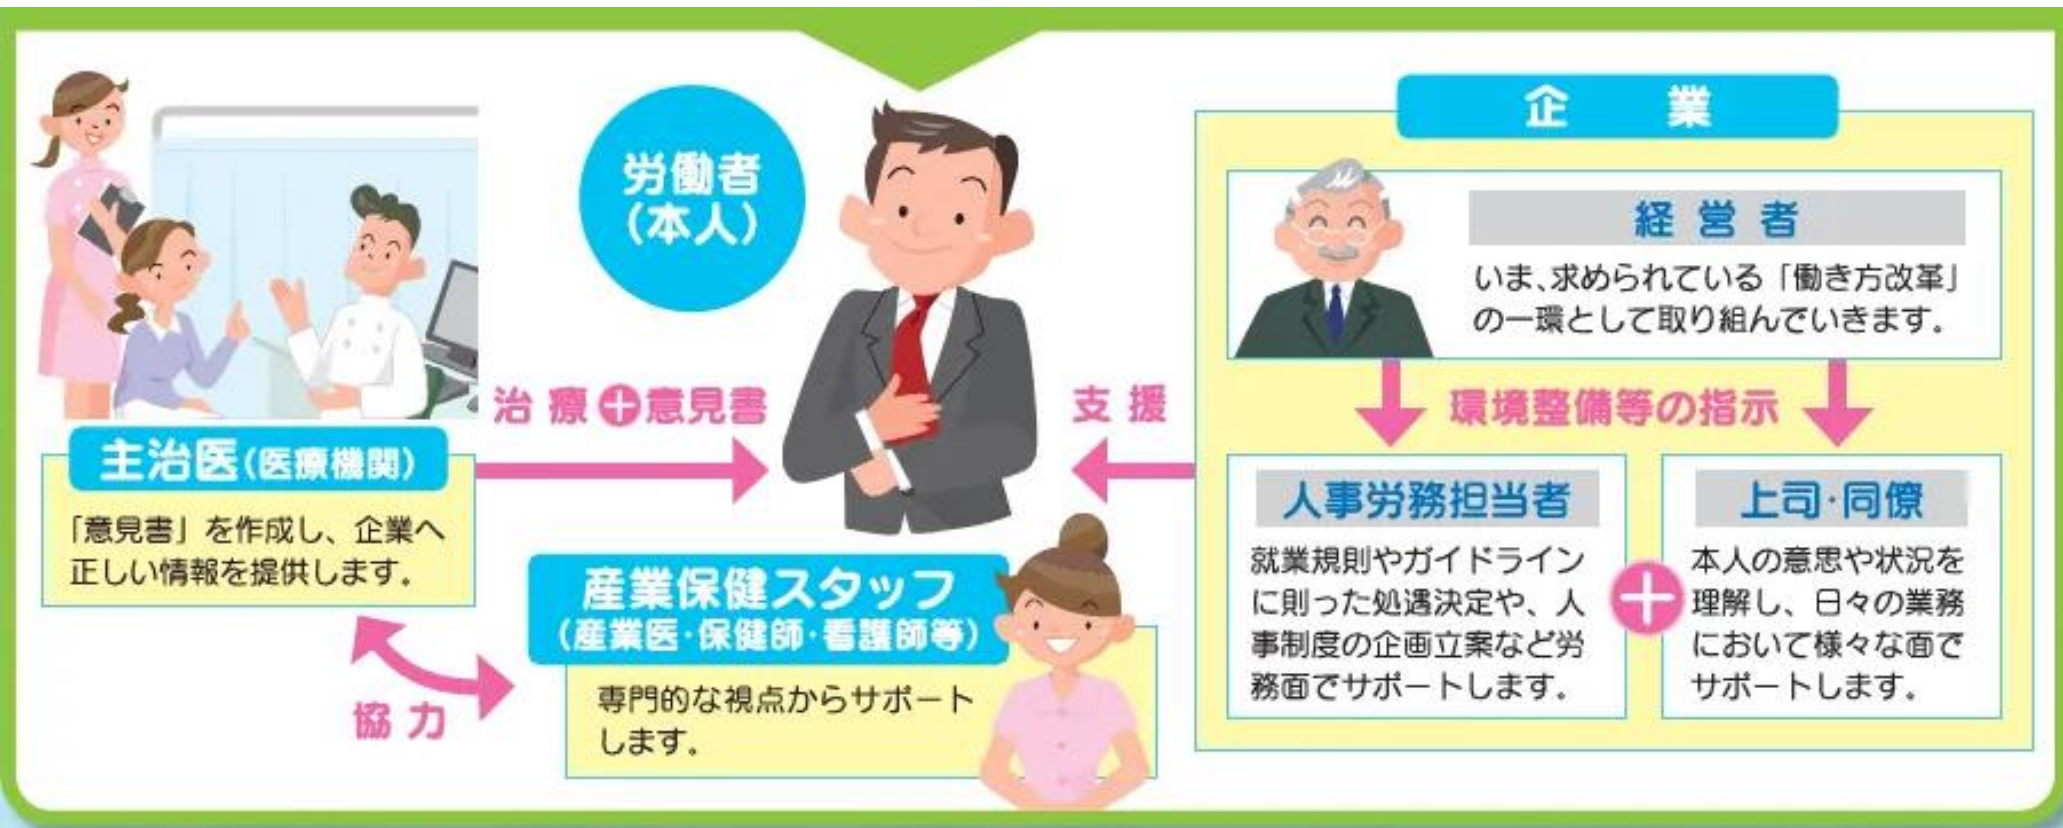 労働者
（本人）
治 療＋意見書
主治医（医療機関）
「意見書」を作成し、企業へ
正しい情報を提供します。
協 力
産業保健スタッフ
（産業医・保健師・看護師等）
専門的な視点からサポート
します。
支 援
企 業
経 営 者
いま、求められている「働き方改革」
の一環として取り組んでいきます。
環境整備等の指示
人事労務担当者
就業規則やガイドライン
に則った処遇決定や、人
事制度の企画立案など労
務面でサポートします。
＋
上司・同僚
本人の意思や状況を
理解し、日々の業務
において様々な面で
サポートします。